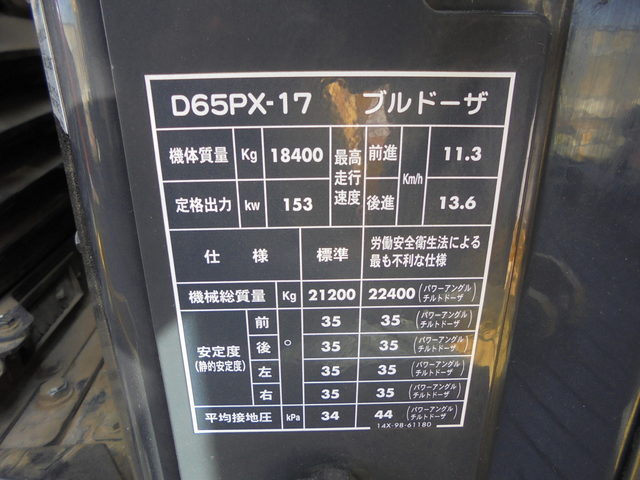 D65PX-17 ブルドーザ
機体質量 Kg 18400 最高走行速度 前進 Km/h 11.3
定格出力 kw 153 後進 13.6
仕様 標準 労働安全衛生法による
最も不利な仕様
機械総質量 Kg 21200 22400 (パワーアングル
チルトドーザ)
安定度
(静的安定度)
前 ° 35 35 (パワーアングル
チルトドーザ)
後 35 35 (パワーアングル
チルトドーザ)
左 35 35 (パワーアングル
チルトドーザ)
右 35 35 (パワーアングル
チルトドーザ)
平均接地圧 kPa 34 44 (パワーアングル
チルトドーザ)
14X-98-61180